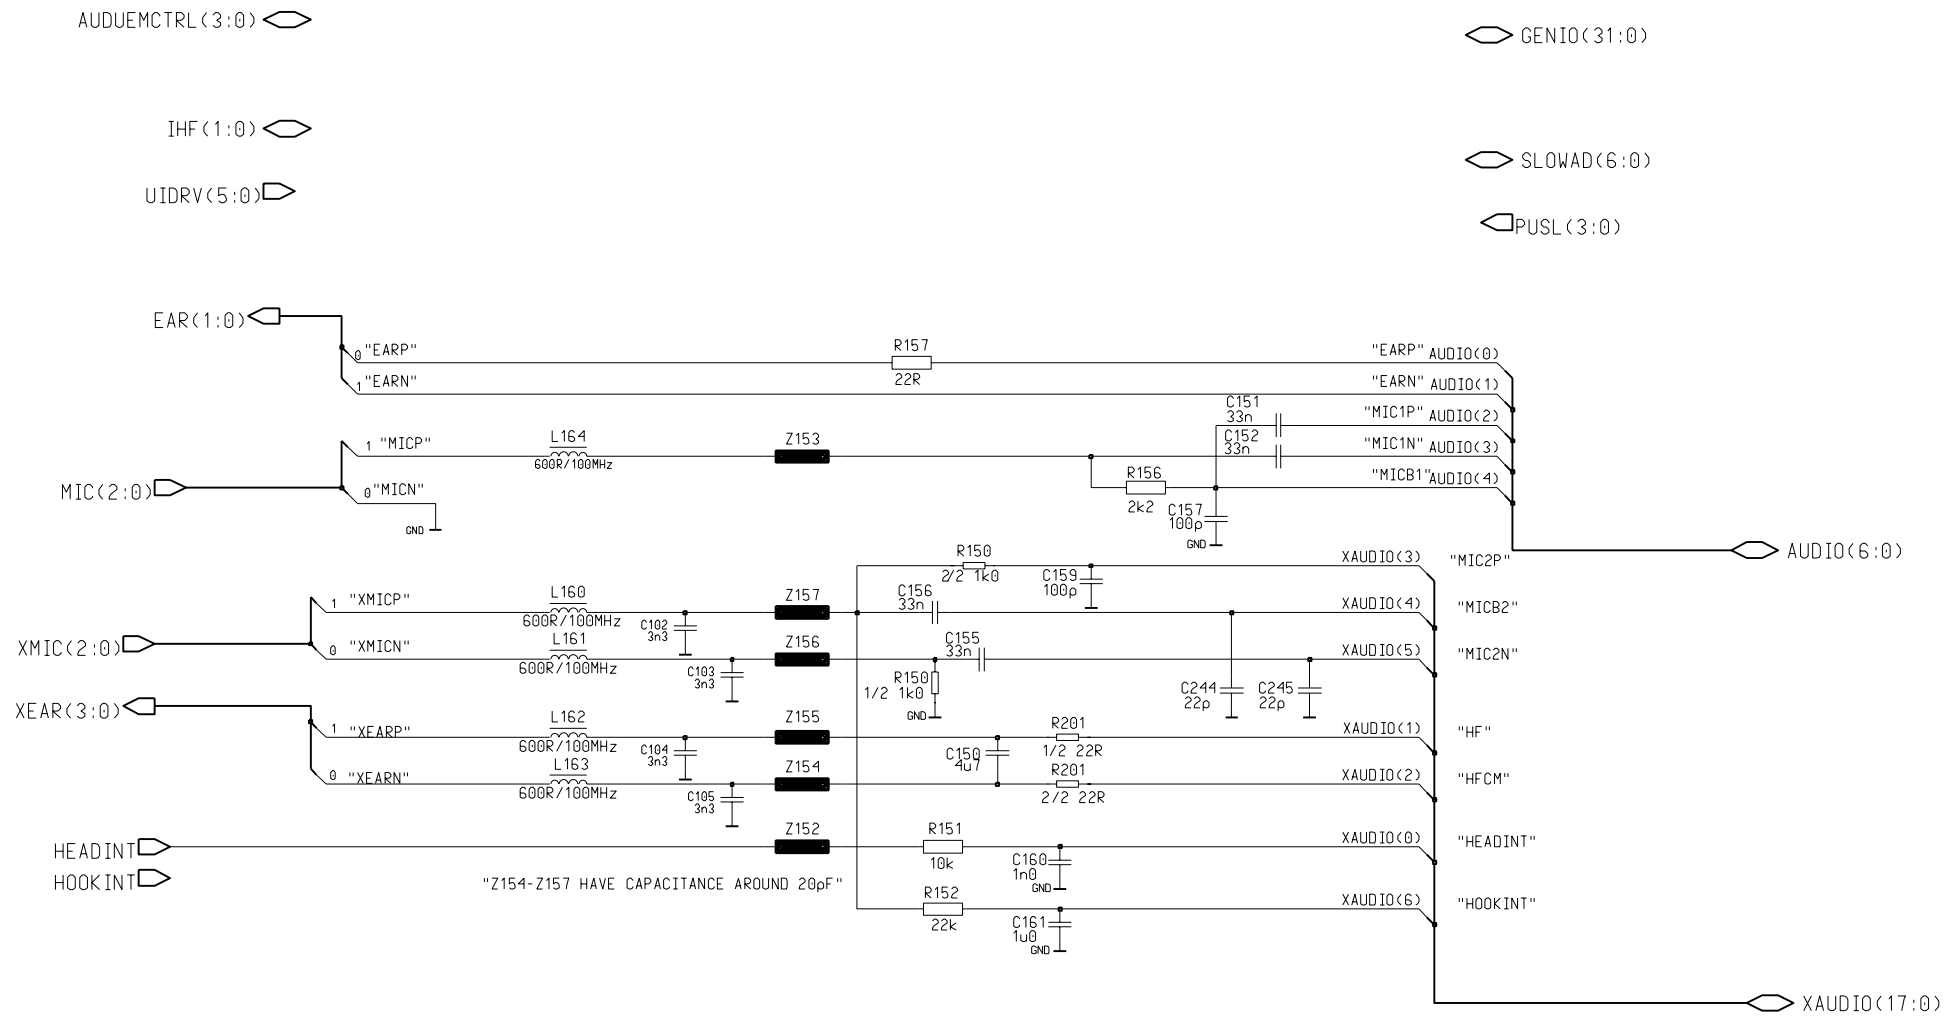 AUDUEMCTRL(3:0)
GENIO(31:0)
IHF(1:0)
SLOWAD(6:0)
UIDRV(5:0)
PUSL(3:0)
EAR(1:0)
0 "EARP"
R157
22R
"EARP" AUDIO(0)
1 "EARN"
"EARN" AUDIO(1)
C151
33n
"MIC1P" AUDIO(2)
1 "MICP"
L164
600R/100MHz
Z153
C152
33n
"MIC1N" AUDIO(3)
R156
2k2
"MICB1" AUDIO(4)
MIC(2:0)
0 "MICN"
GND
C157
100p
GND
AUDIO(6:0)
R150
2/2 1k0
C159
100p
XAUDIO(3) "MIC2P"
1 "XMICP"
L160
600R/100MHz
C102
3n3
Z157
C156
33n
XAUDIO(4) "MICB2"
XMIC(2:0)
0 "XMICN"
L161
600R/100MHz
C103
3n3
Z156
C155
33n
XAUDIO(5) "MIC2N"
R150
1/2 1k0
GND
C244
22p
C245
22p
XEAR(3:0)
1 "XEARP"
L162
600R/100MHz
C104
3n3
Z155
C150
4u7
R201
1/2 22R
XAUDIO(1) "HF"
0 "XEARN"
L163
600R/100MHz
C105
3n3
Z154
R201
2/2 22R
XAUDIO(2) "HFCM"
HEADINT
Z152
R151
10k
C160
1n0
GND
XAUDIO(0) "HEADINT"
HOOKINT
"Z154-Z157 HAVE CAPACITANCE AROUND 20pF"
R152
22k
C161
1u0
GND
XAUDIO(6) "HOOKINT"
XAUDIO(17:0)